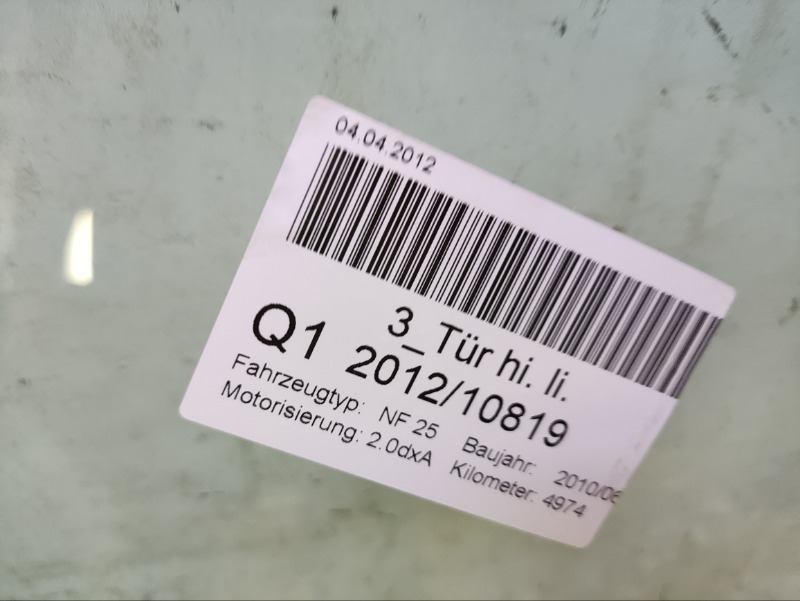 04.04.2012
3_Tür hi. li.
Q1 2012/10819
Fahrzeugtyp: NF 25 Baujahr: 2010/06
Motorisierung: 2.0dxA Kilometer: 4974